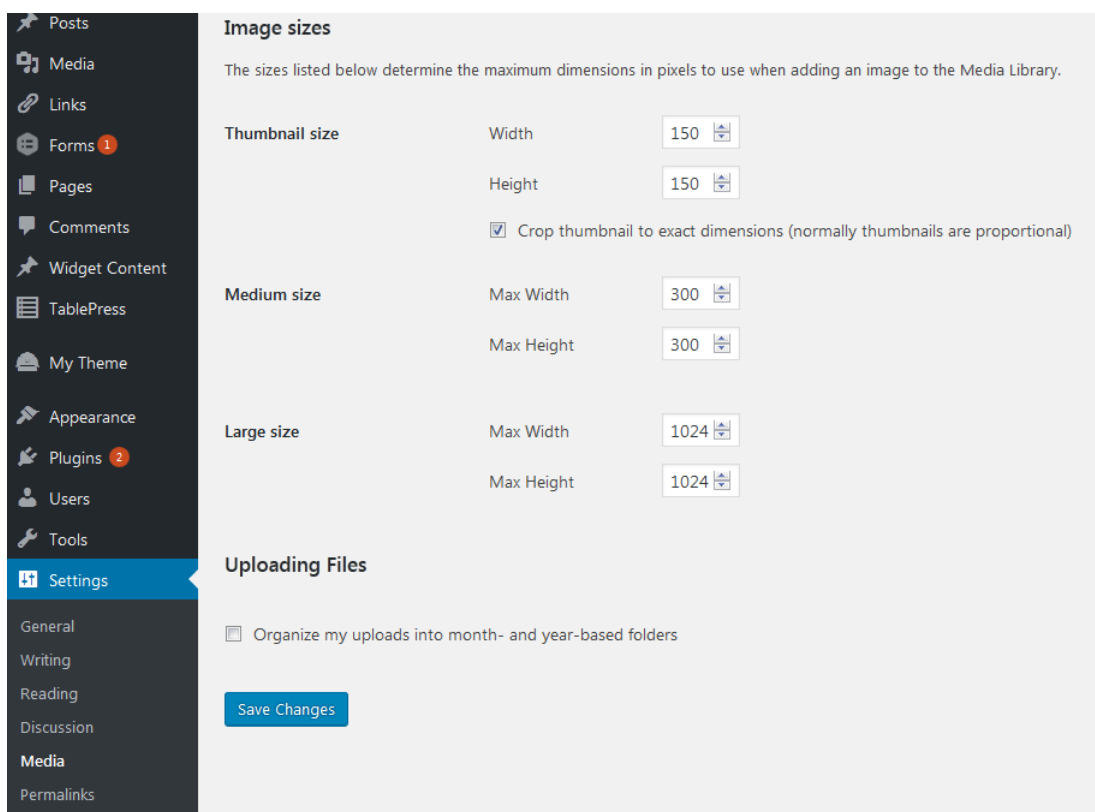 Posts
Media
Links
Forms 1
Pages
Comments
Widget Content
TablePress
My Theme
Appearance
Plugins 2
Users
Tools
Settings
General
Writing
Reading
Discussion
Media
Permalinks
Image sizes
The sizes listed below determine the maximum dimensions in pixels to use when adding an image to the Media Library.
Thumbnail size Width 150
Height 150
Crop thumbnail to exact dimensions (normally thumbnails are proportional)
Medium size Max Width 300
Max Height 300
Large size Max Width 1024
Max Height 1024
Uploading Files
Organize my uploads into month- and year-based folders
Save Changes